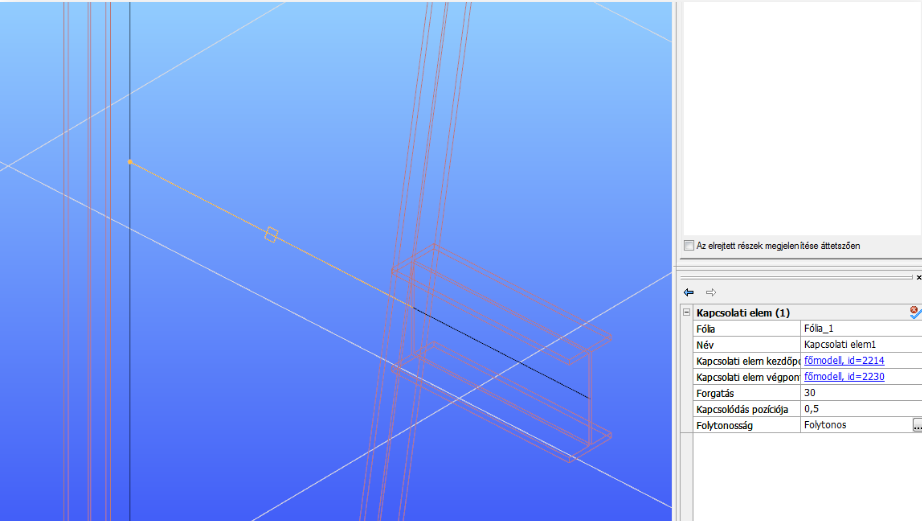 Az elrejtett részek megjelenítése áttetszően
Kapcsolati elem (1)
Fólia Fólia_1
Név Kapcsolati elem1
Kapcsolati elem kezdőpo főmodell, id=2214
Kapcsolati elem végpon főmodell, id=2230
Forgatás 30
Kapcsolódás pozíciója 0,5
Folytonosság Folytonos ...